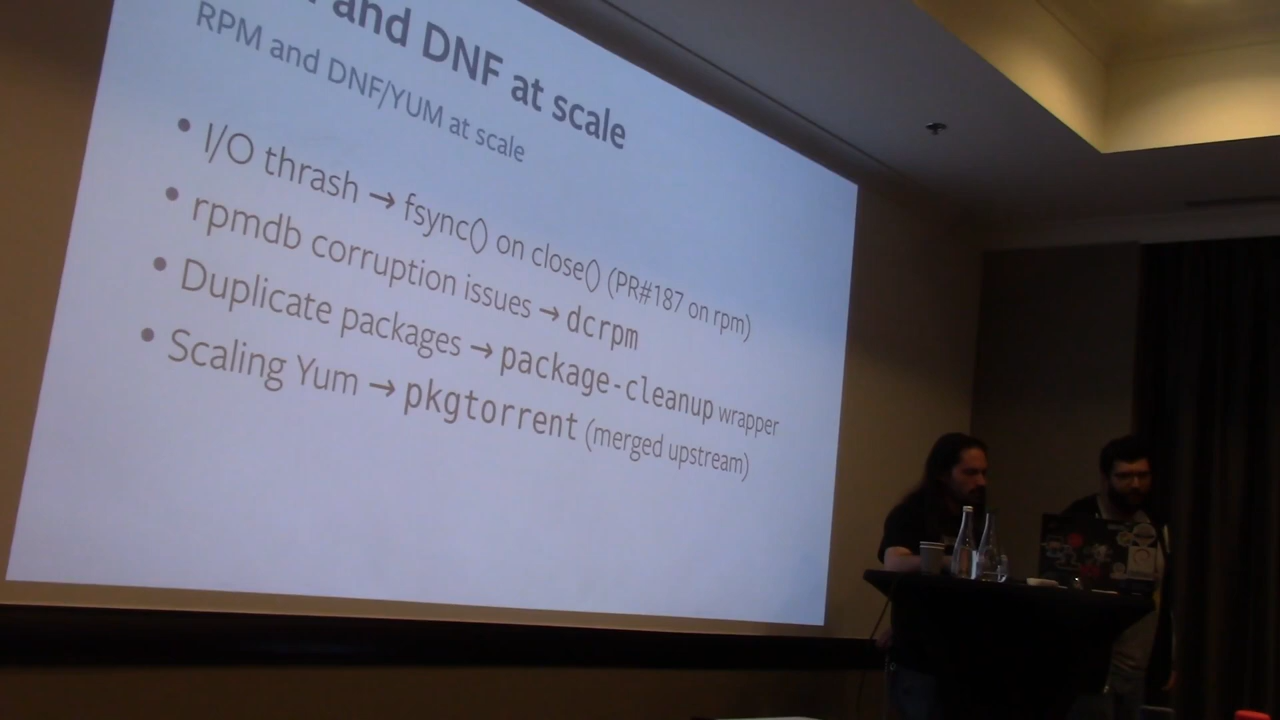 and DNF at scale
RPM and DNF/YUM at scale
• I/O thrash → fsync() on close() (PR#187 on rpm)
• rpmdb corruption issues → dcrpm
• Duplicate packages → package-cleanup wrapper
• Scaling Yum → pkgtorrent (merged upstream)